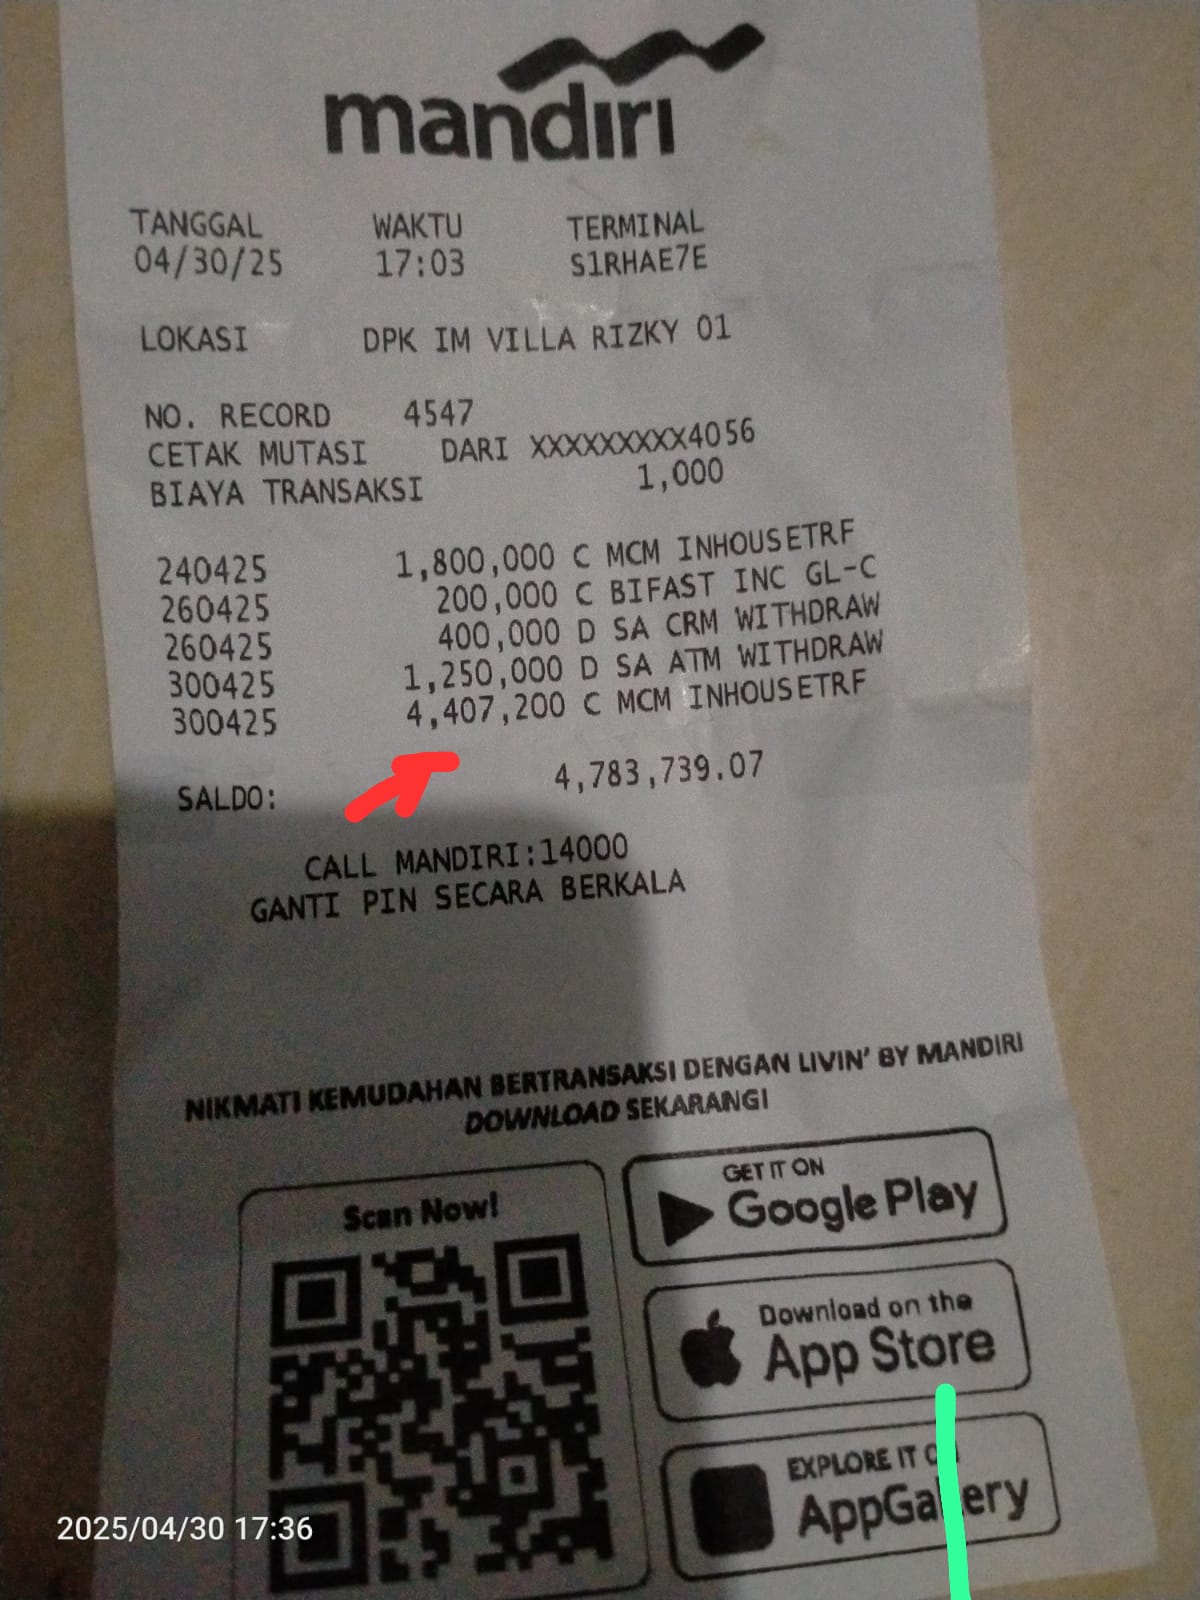 mandiri
TANGGAL WAKTU TERMINAL
04/30/25 17:03 S1RHAE7E
LOKASI DPK IM VILLA RIZKY 01
NO. RECORD 4547
CETAK MUTASI DARI XXXXXXXXX4056
BIAYA TRANSAKSI 1,000
240425 1,800,000 C MCM INHOUSETRF
260425 200,000 C BIFAST INC GL-C
260425 400,000 D SA CRM WITHDRAW
300425 1,250,000 D SA ATM WITHDRAW
300425 4,407,200 C MCM INHOUSETRF
SALDO: 4,783,739.07
CALL MANDIRI:14000
GANTI PIN SECARA BERKALA
NIKMATI KEMUDAHAN BERTRANSAKSI DENGAN LIVIN' BY MANDIRI
DOWNLOAD SEKARANG!
Scan Now!
GET IT ON
Google Play
Download on the
App Store
EXPLORE IT ON
AppGallery
2025/04/30 17:36